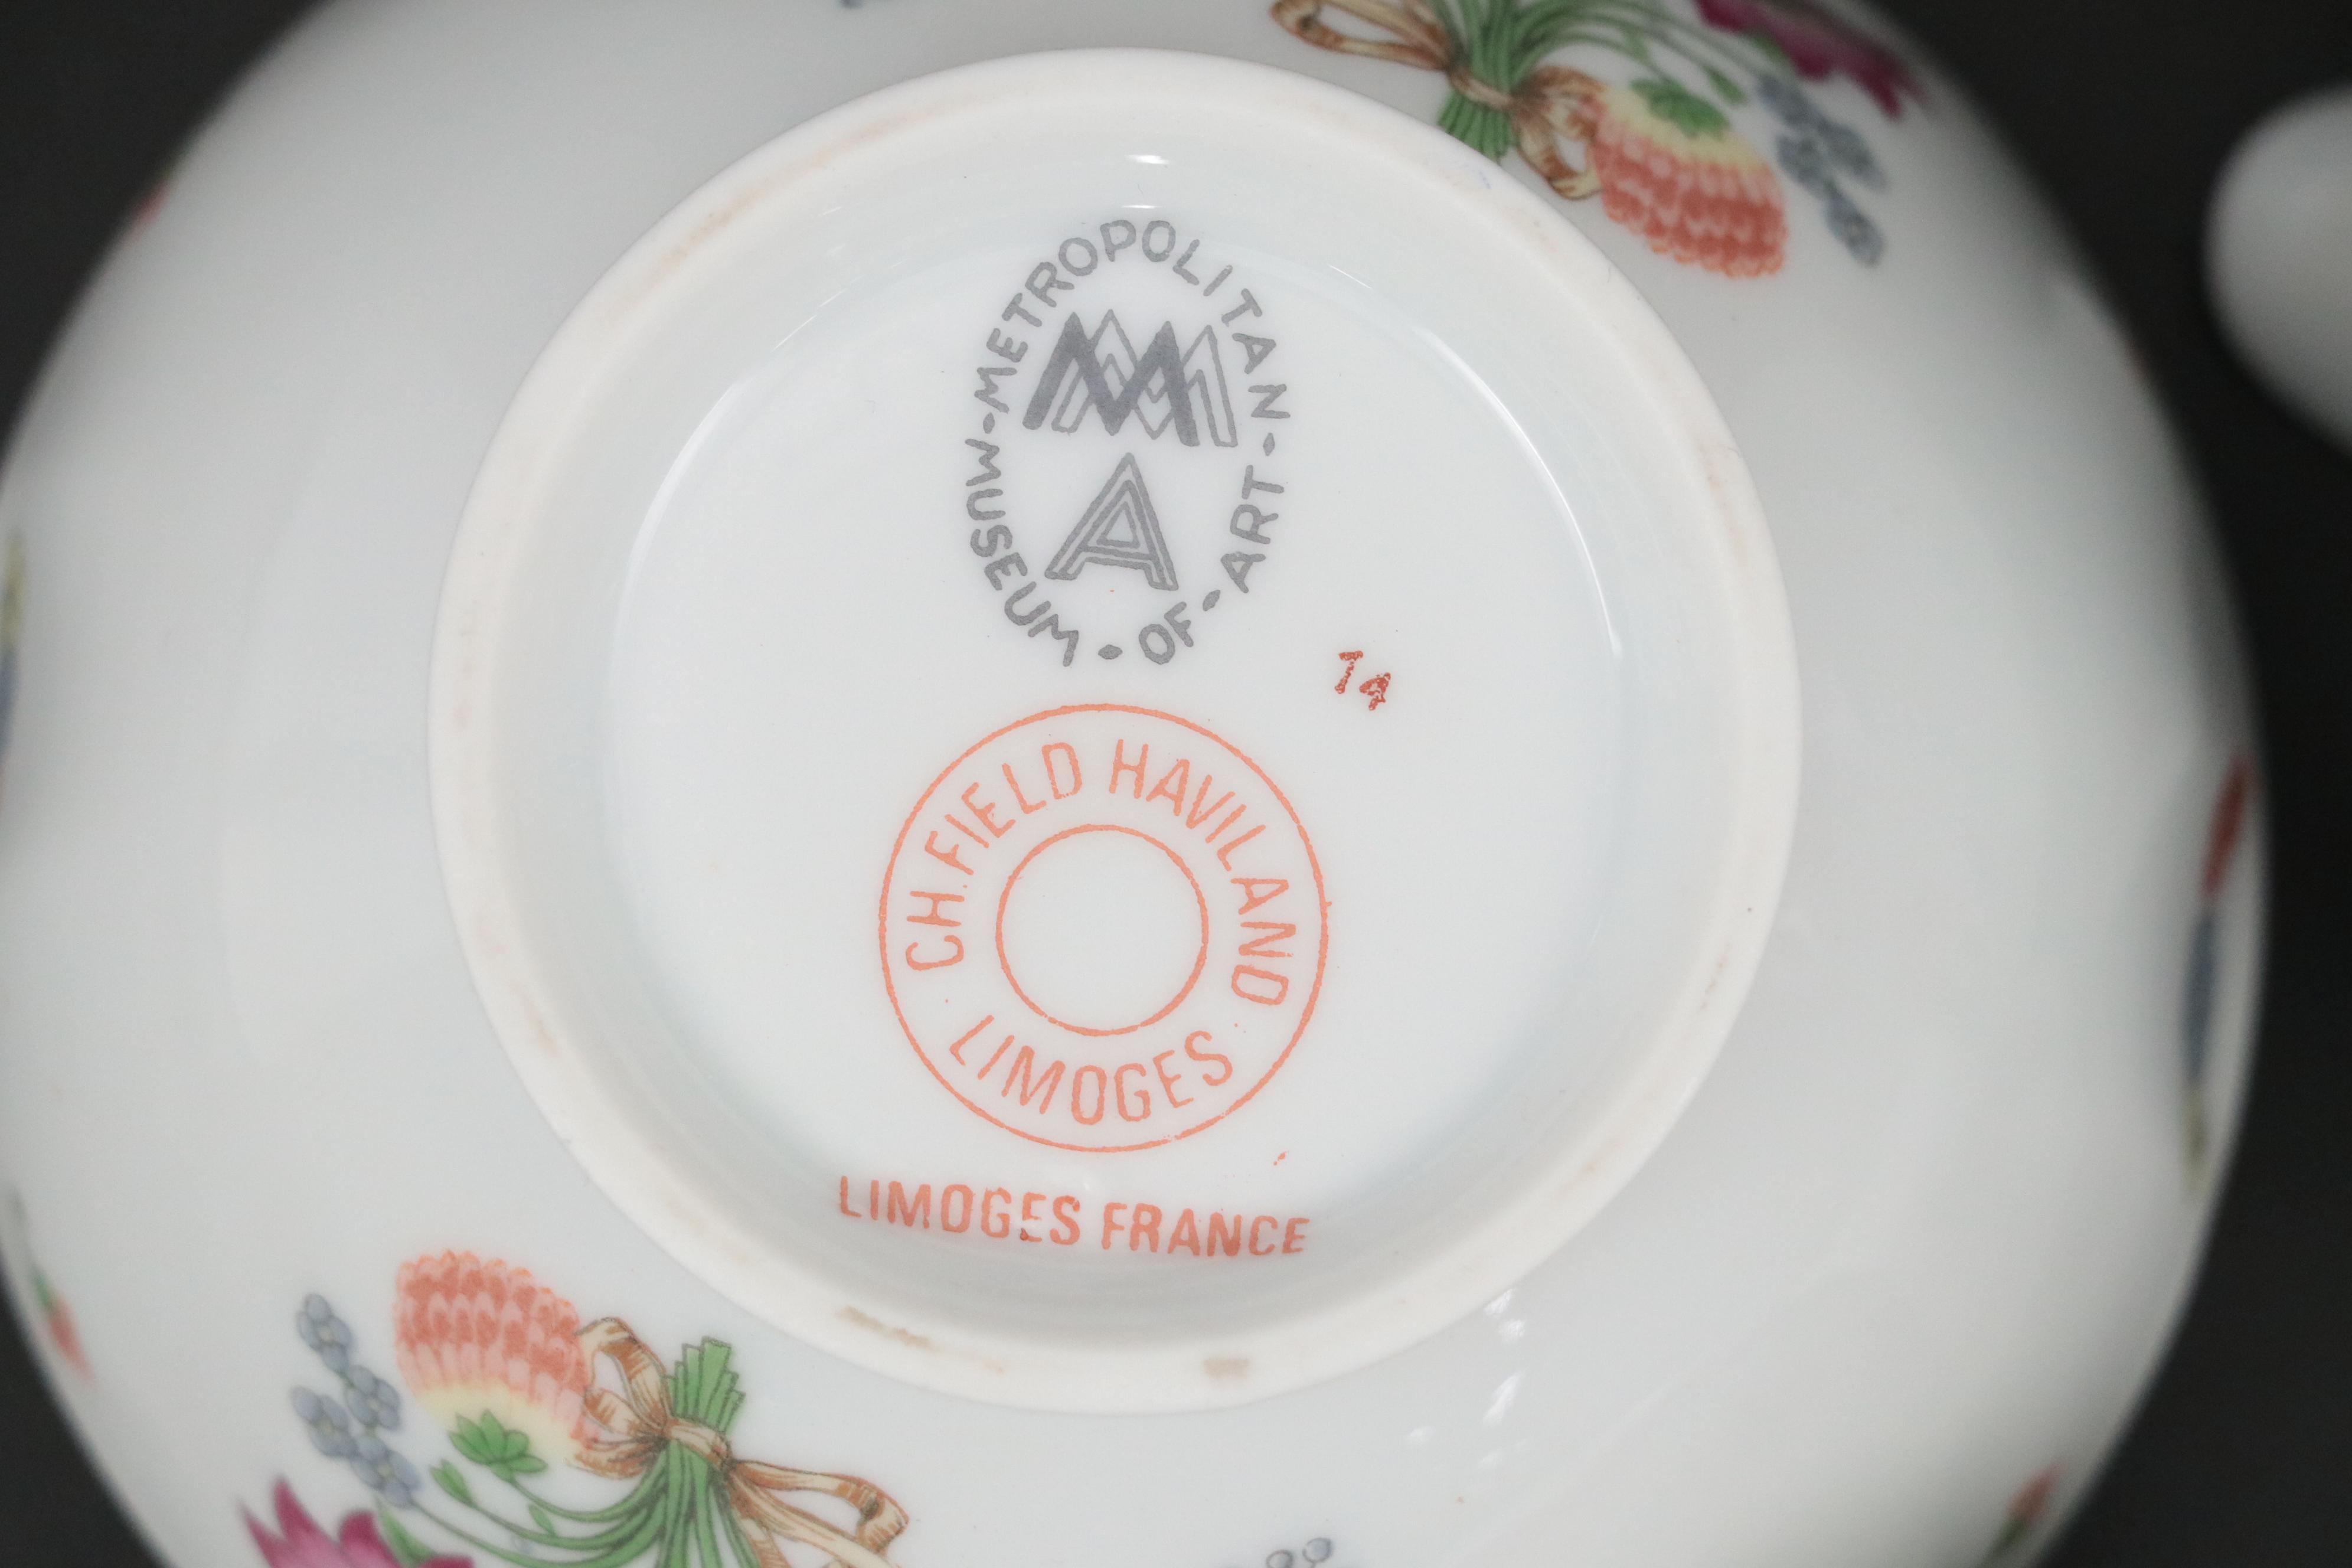 METROPOLITAN · MUSEUM · OF · ART
MMA
14
CH. FIELD HAVILAND
· LIMOGES ·
LIMOGES FRANCE